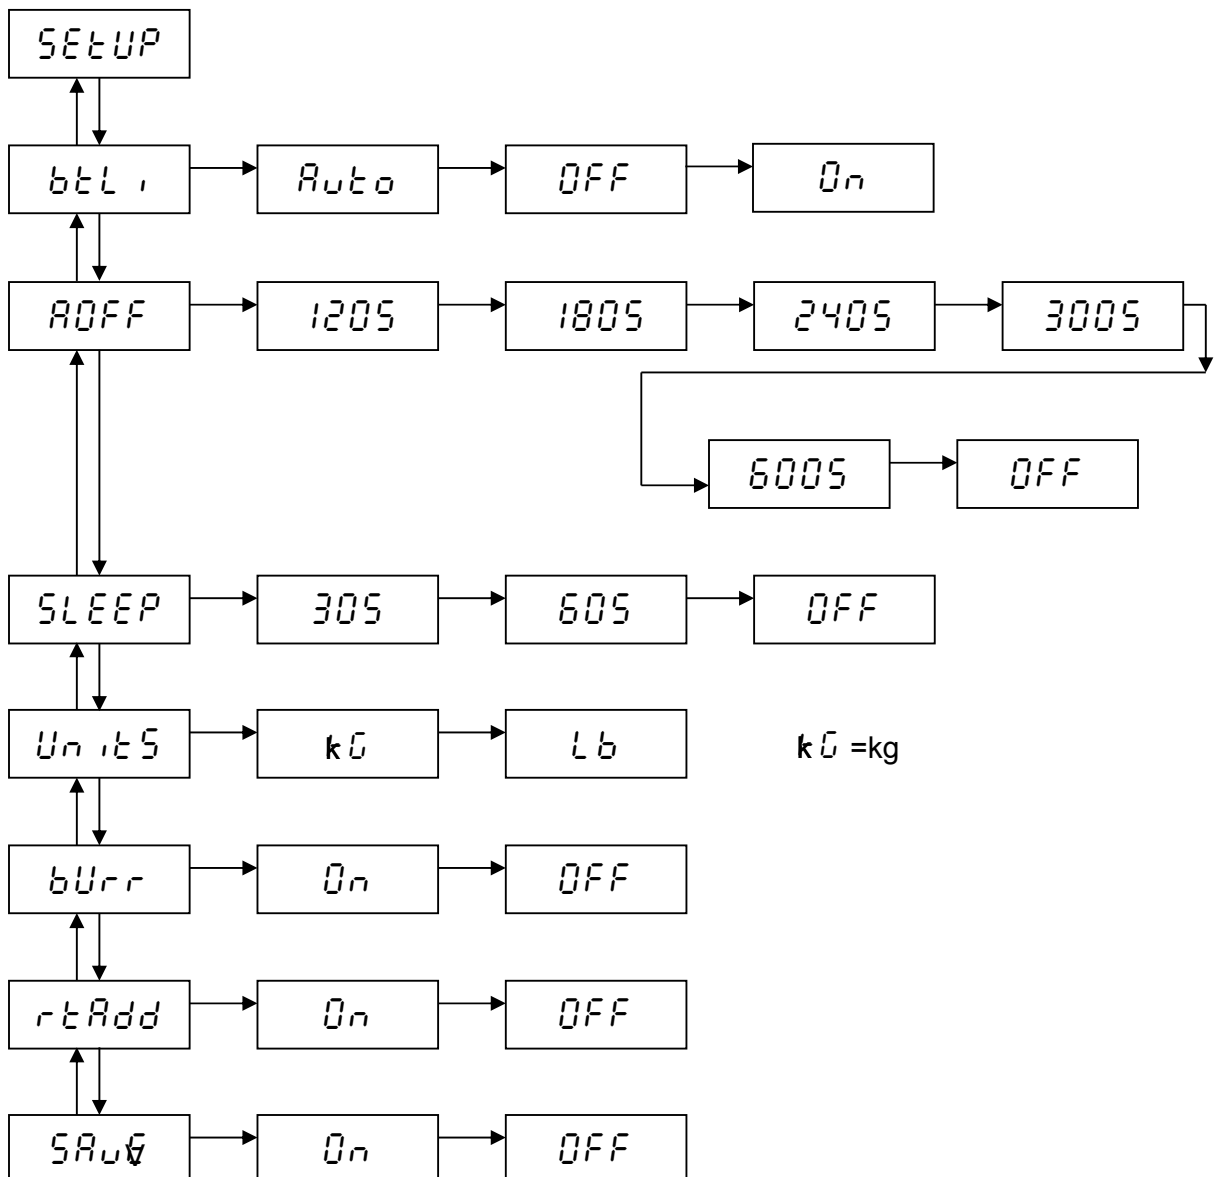 SEtUP
btLi Auto OFF On
AOFF 120S 180S 240S 300S
600S OFF
SLEEP 30S 60S OFF
UnitS kG Lb kG =kg
bUrr On OFF
rtAdd On OFF
On OFF